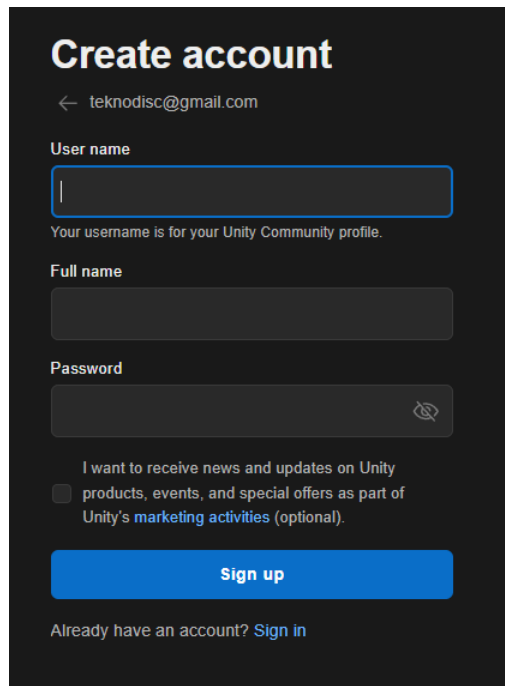 Create account
teknodisc@gmail.com
User name
Your username is for your Unity Community profile.
Full name
Password
I want to receive news and updates on Unity
products, events, and special offers as part of
Unity's marketing activities (optional).
Sign up
Already have an account? Sign in